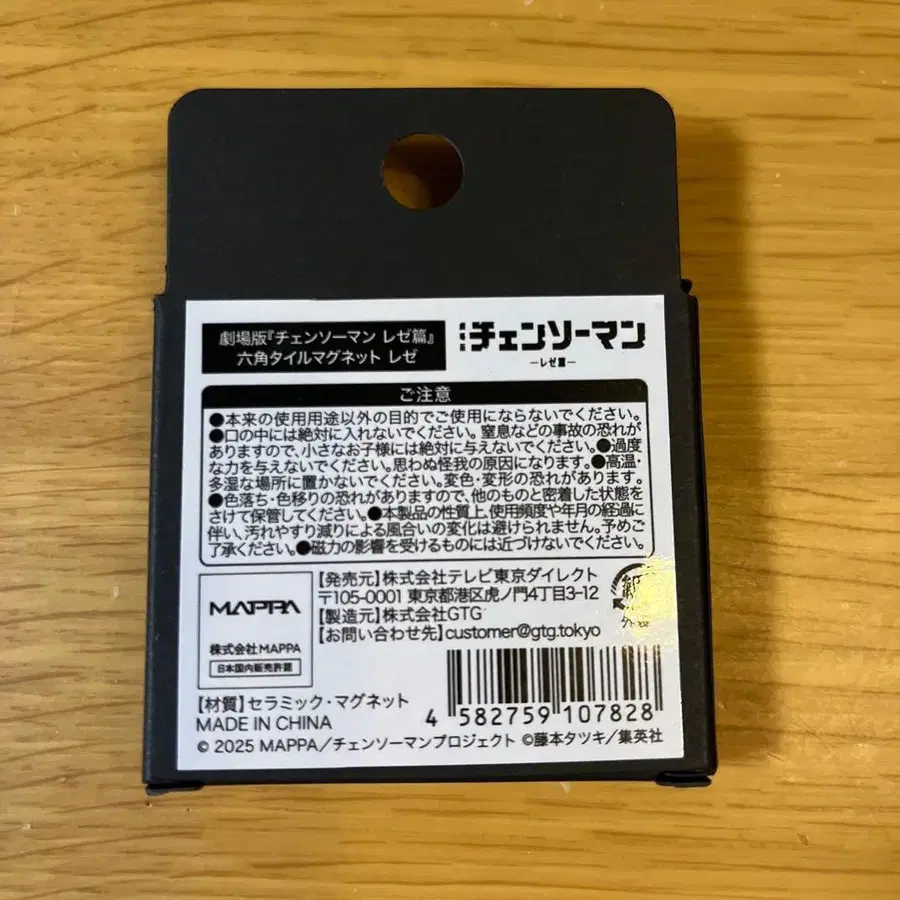 劇場版『チェンソーマン レゼ篇』
六角タイルマグネット レゼ
劇場版 チェンソーマン
ーレゼ篇ー
ご注意
●本来の使用用途以外の目的でご使用にならないでください。
●口の中には絶対に入れないでください。窒息などの事故の恐れが
ありますので、小さなお子様には絶対に与えないでください。●過度
な力を与えないでください。思わぬ怪我の原因になります。●高温・
多湿な場所に置かないでください。変色・変形の恐れがあります。
●色落ち・色移りの恐れがありますので、他のものと密着した状態を
さけて保管してください。●本製品の性質上、使用頻度や年月の経過に
伴い、汚れやすり減りによる風合いの変化は避けられません。予めご
了承ください。●磁力の影響を受けるものには近づけないでください。
MAPPA
株式会社MAPPA
日本国内販売許諾
【発売元】株式会社テレビ東京ダイレクト
〒105-0001 東京都港区虎ノ門4丁目3-12
【製造元】株式会社GTG
【お問い合わせ先】customer@gtg.tokyo
紙
外装
【材質】セラミック・マグネット
MADE IN CHINA
4 582759 107828
© 2025 MAPPA／チェンソーマンプロジェクト ©藤本タツキ／集英社